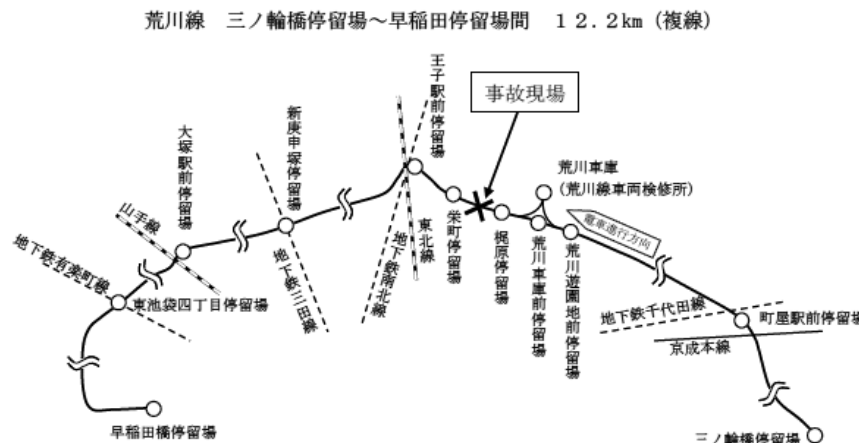 荒川線 三ノ輪橋停留場～早稲田停留場間 １２.２km（複線）
王子駅前停留場
事故現場
新庚申塚停留場
大塚駅前停留場
荒川車庫
(荒川線車両検修所)
山手線
東北線
栄町停留場
梶原停留場
電車進行方向
地下鉄有楽町線
地下鉄三田線
地下鉄南北線
荒川車庫前停留場
荒川遊園地前停留場
東池袋四丁目停留場
地下鉄千代田線
町屋駅前停留場
京成本線
早稲田橋停留場
三ノ輪橋停留場